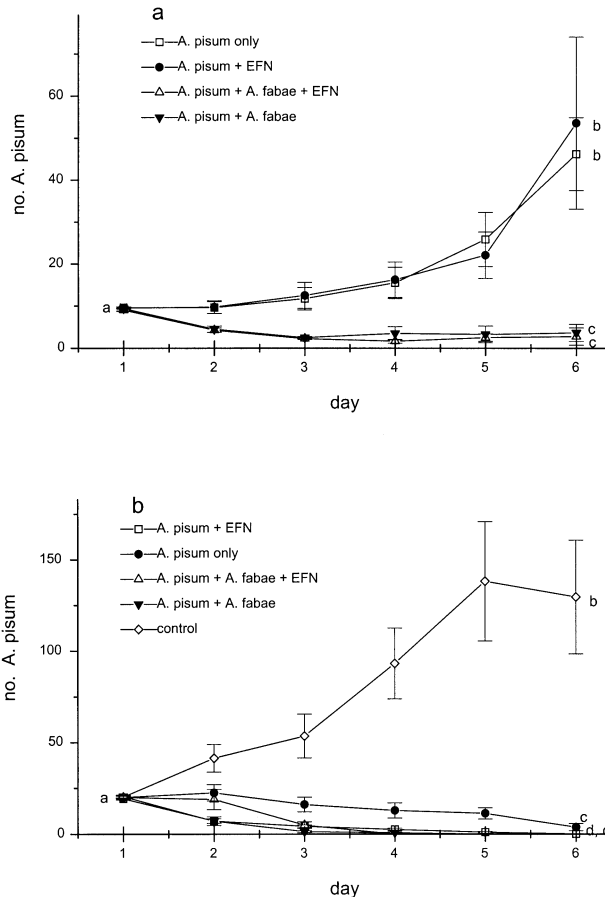 a
A. pisum only
A. pisum + EFN
A. pisum + A. fabae + EFN
A. pisum + A. fabae
no. A. pisum
60
40
20
0
a
b
b
c
c
1 2 3 4 5 6
day
b
A. pisum + EFN
A. pisum only
A. pisum + A. fabae + EFN
A. pisum + A. fabae
control
no. A. pisum
150
100
50
0
a
b
c
d,
1 2 3 4 5 6
day